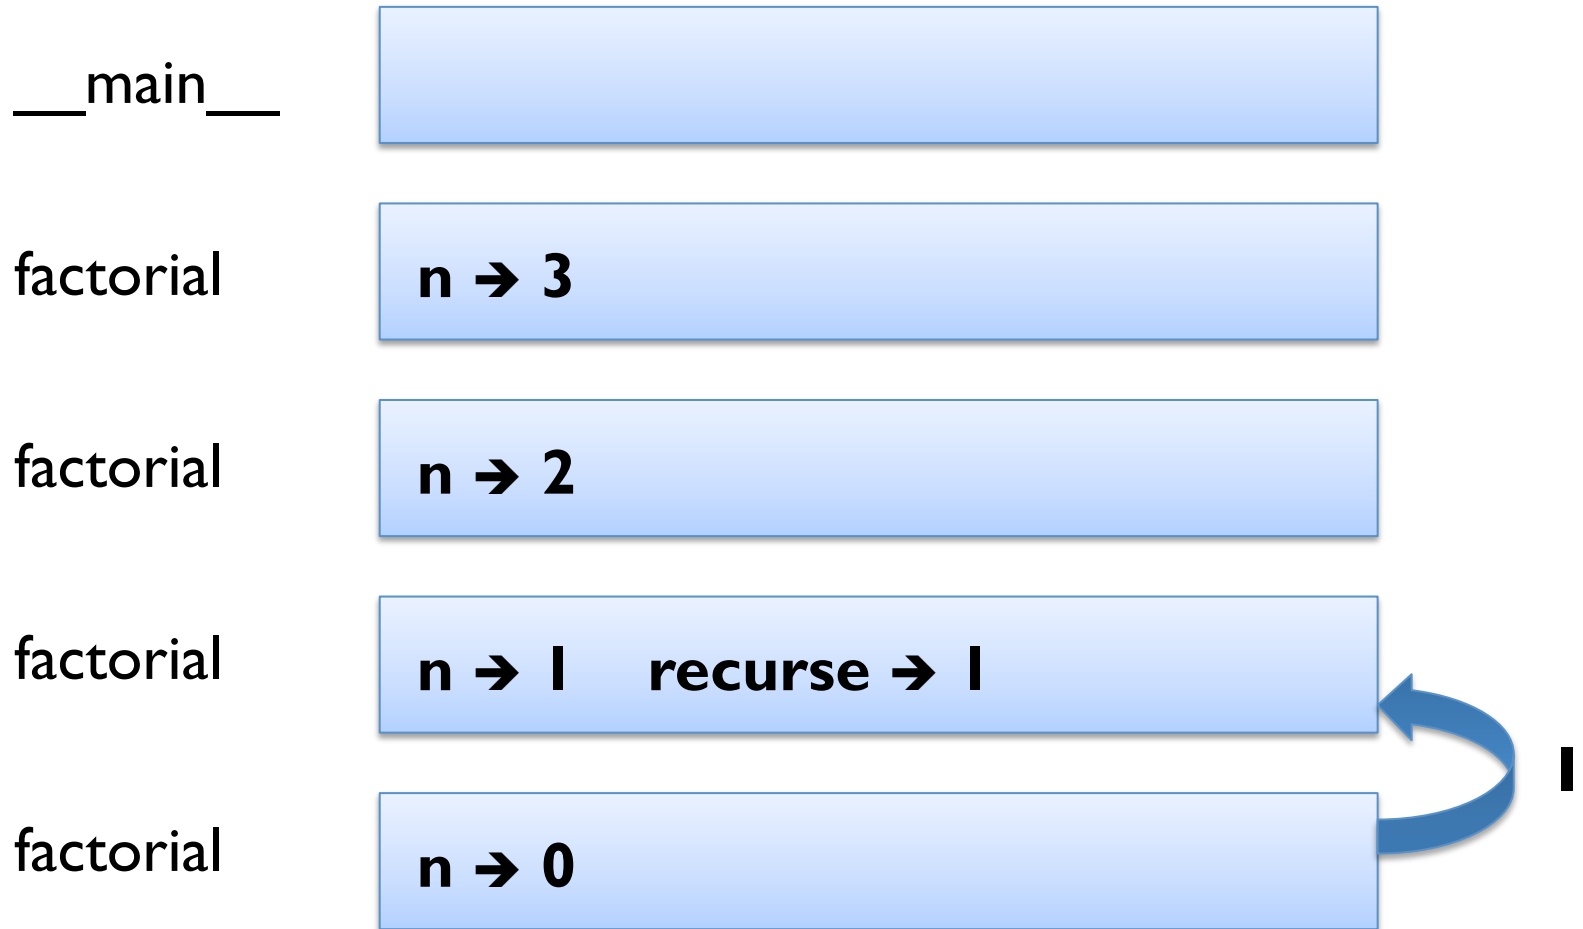 __main__
factorial n ➔ 3
factorial n ➔ 2
factorial n ➔ 1 recurse ➔ 1
1
factorial n ➔ 0